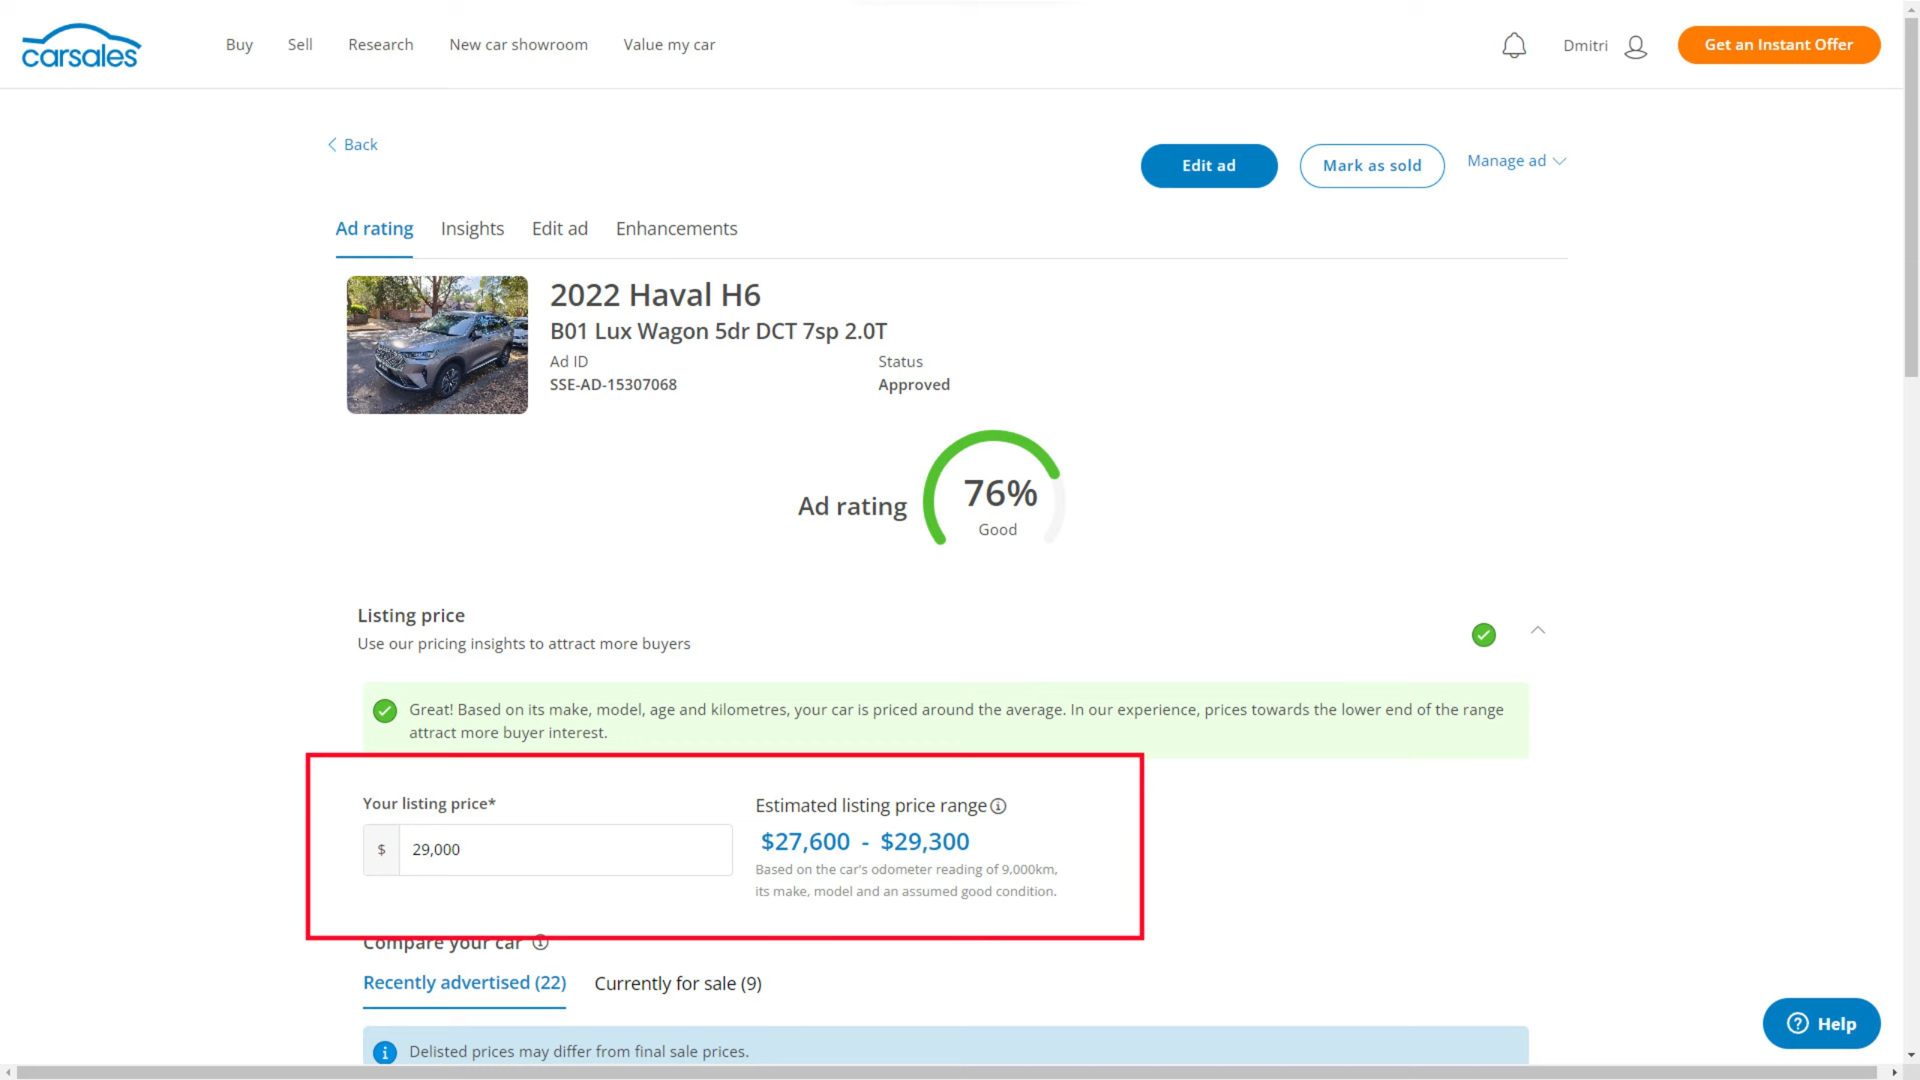 carsales
Buy
Sell
Research
New car showroom
Value my car
Dmitri
Get an Instant Offer
Back
Edit ad
Mark as sold
Manage ad
Ad rating
Insights
Edit ad
Enhancements
2022 Haval H6
B01 Lux Wagon 5dr DCT 7sp 2.0T
Ad ID
Status
SSE-AD-15307068
Approved
Ad rating
76%
Good
Listing price
Use our pricing insights to attract more buyers
Great! Based on its make, model, age and kilometres, your car is priced around the average. In our experience, prices towards the lower end of the range
attract more buyer interest.
Your listing price*
$ 29,000
Estimated listing price range
$27,600 - $29,300
Based on the car's odometer reading of 9,000km,
its make, model and an assumed good condition.
Compare your car
Recently advertised (22)
Currently for sale (9)
Delisted prices may differ from final sale prices.
Help